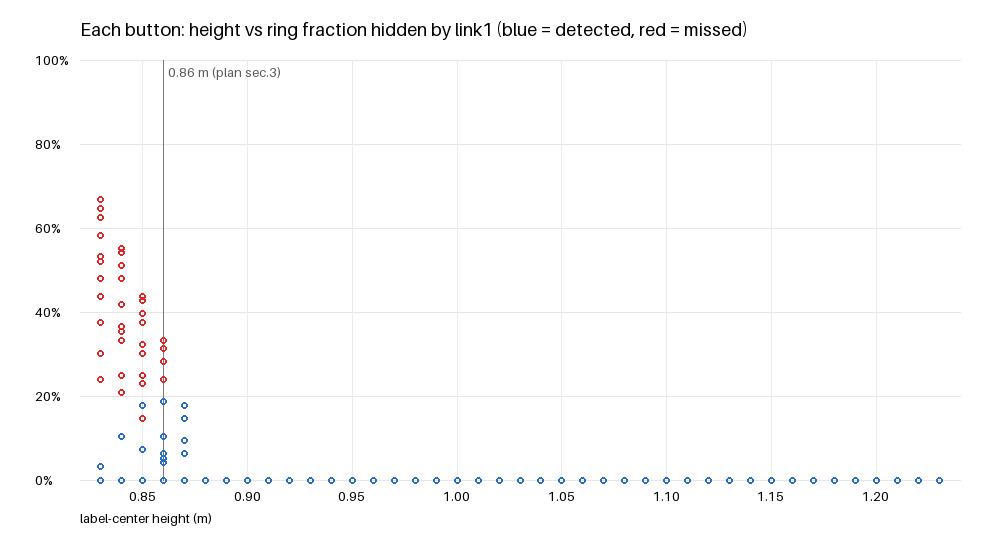 Each button: height vs ring fraction hidden by link1 (blue = detected, red = missed)
100%
0.86 m (plan sec.3)
80%
60%
40%
20%
0%
0.85 0.90 0.95 1.00 1.05 1.10 1.15 1.20
label-center height (m)